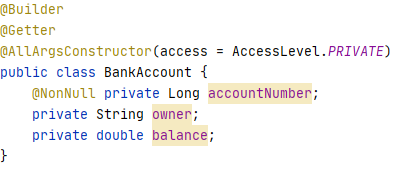 @Builder
@Getter
@AllArgsConstructor(access = AccessLevel.PRIVATE)
public class BankAccount {
    @NonNull private Long accountNumber;
    private String owner;
    private double balance;
}